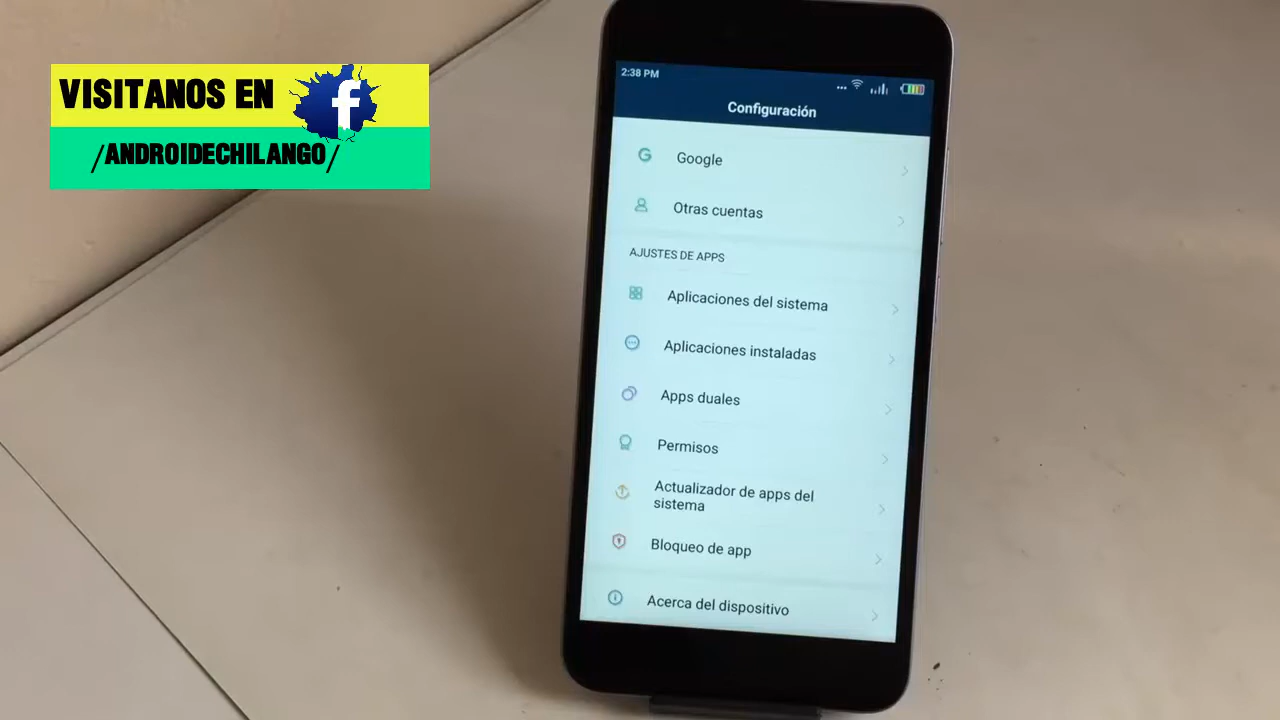 VISITANOS EN f
/ANDROIDECHILANGO/
2:38 PM
Configuración
Google
Otras cuentas
AJUSTES DE APPS
Aplicaciones del sistema
Aplicaciones instaladas
Apps duales
Permisos
Actualizador de apps del
sistema
Bloqueo de app
Acerca del dispositivo